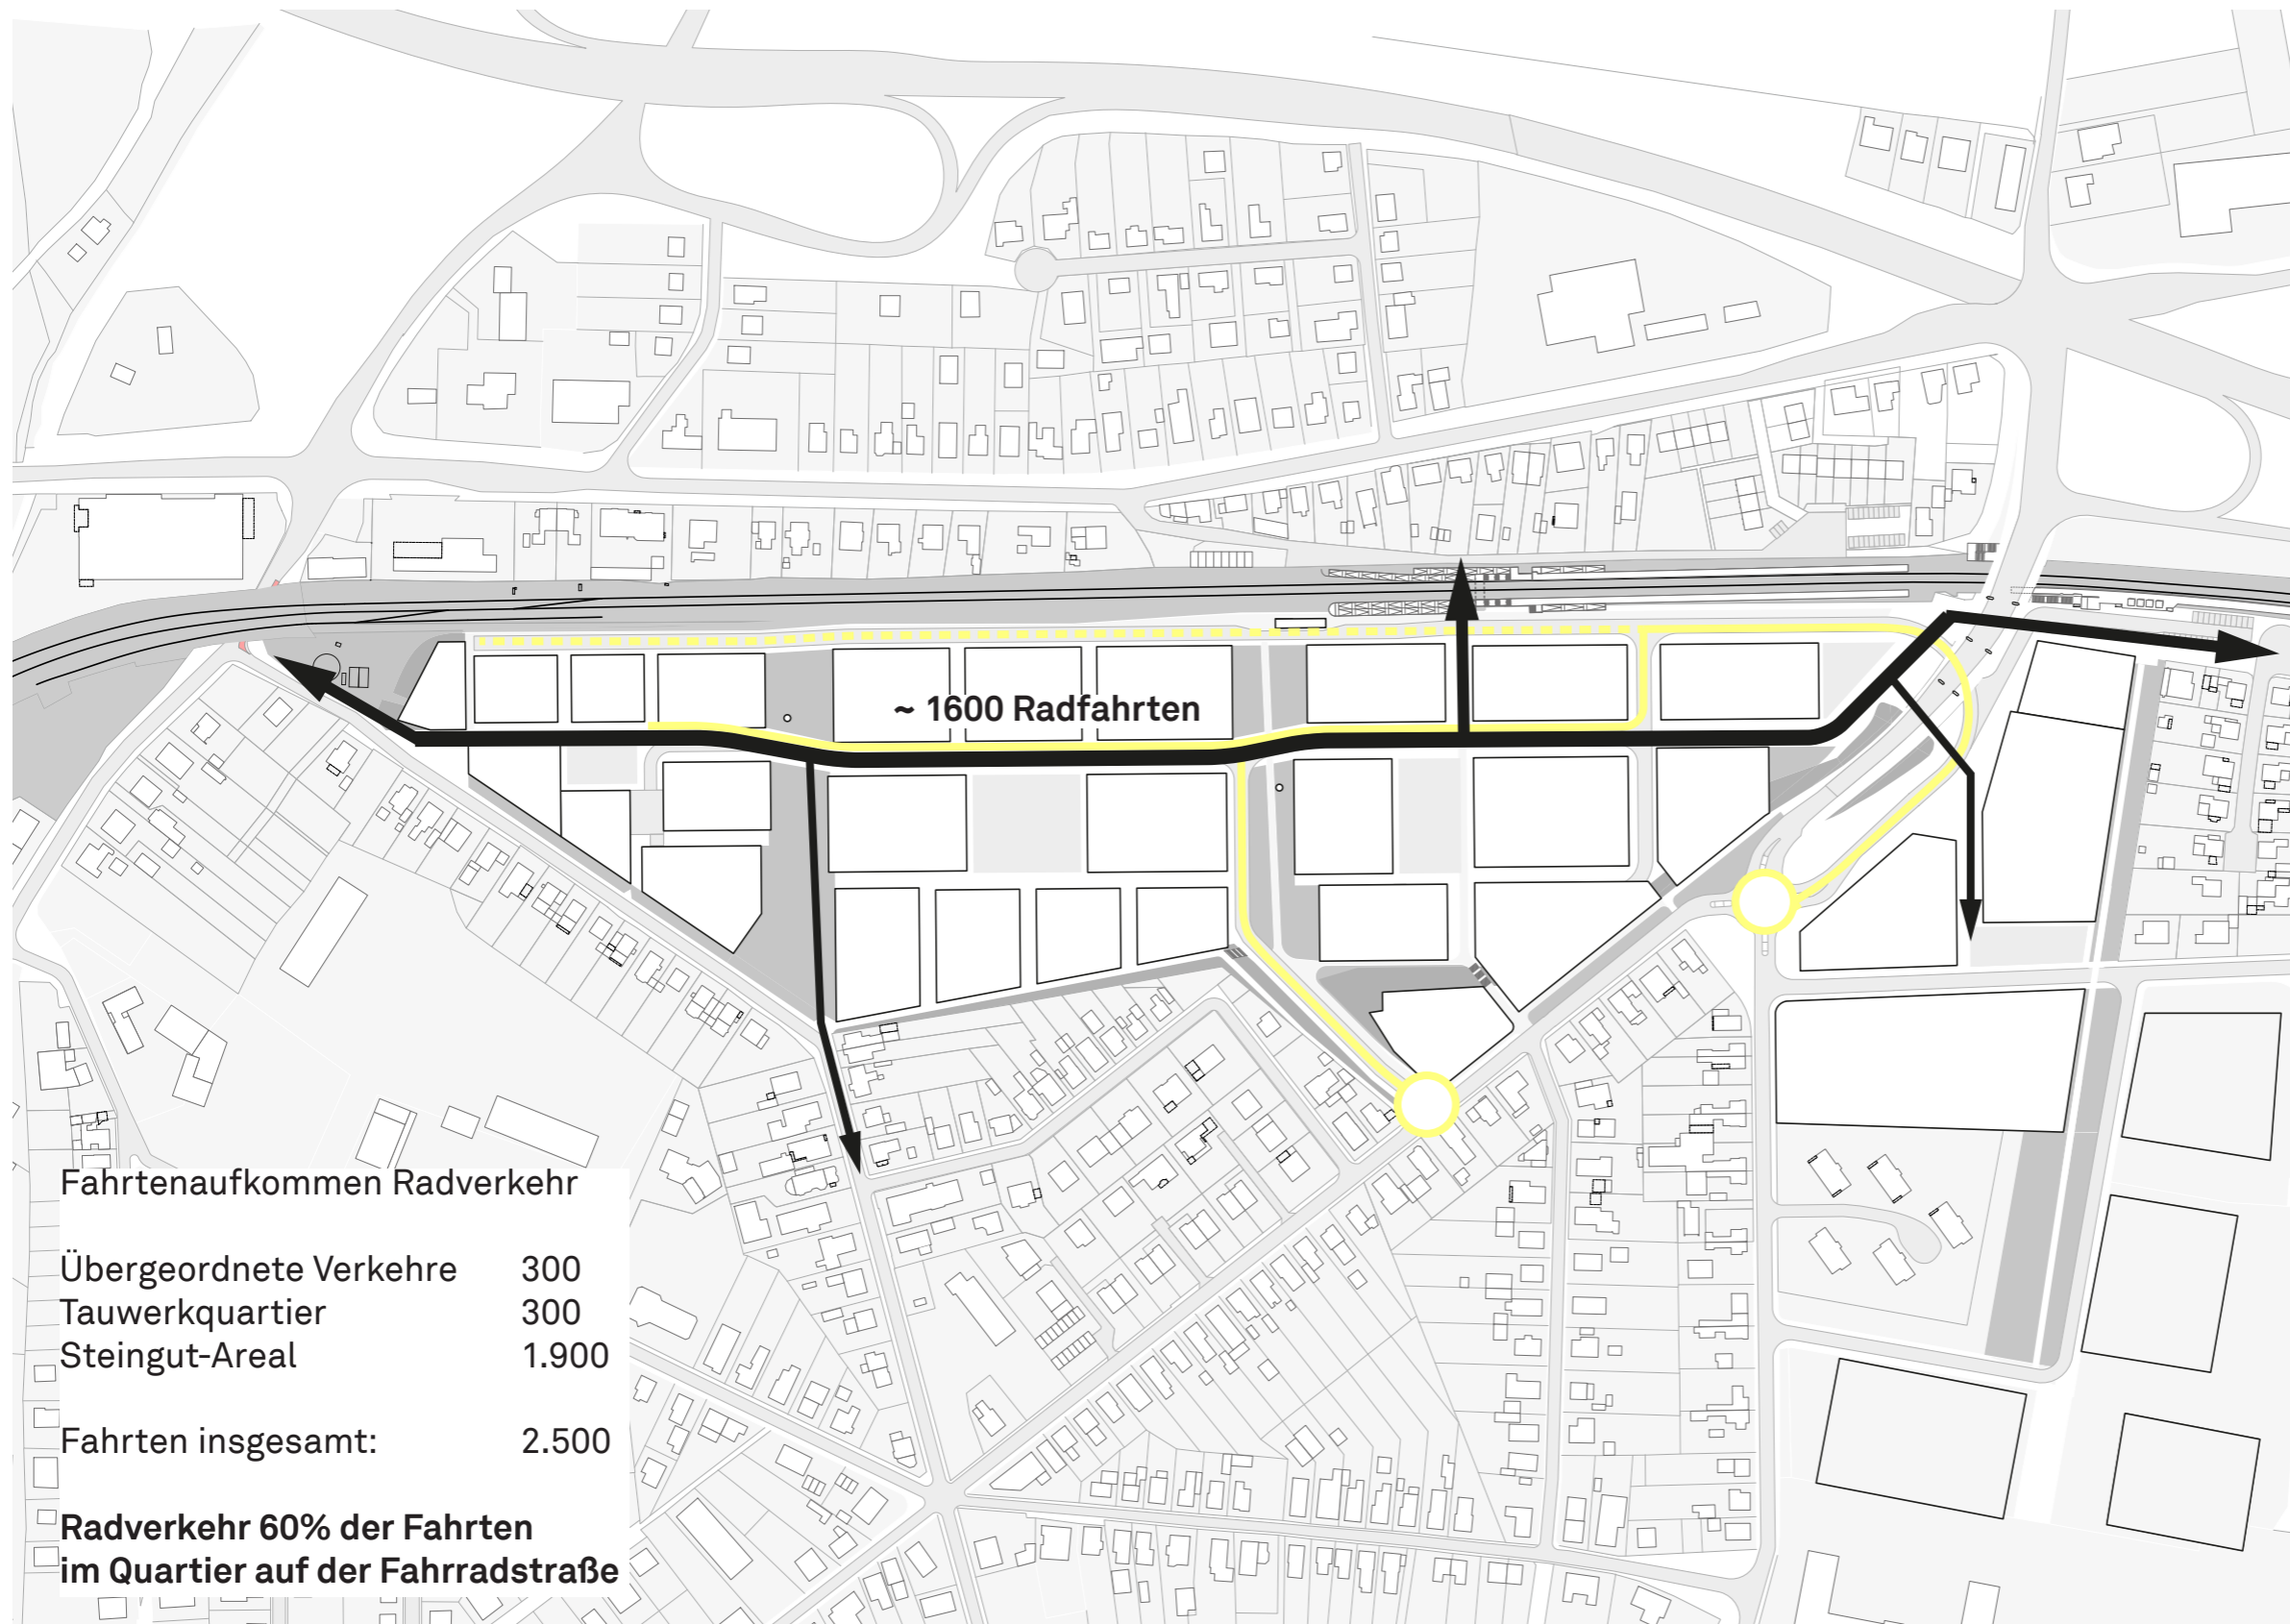 ~ 1600 Radfahrten
Fahrtenaufkommen Radverkehr
Übergeordnete Verkehre 300
Tauwerkquartier 300
Steingut-Areal 1.900
Fahrten insgesamt: 2.500
Radverkehr 60% der Fahrten
im Quartier auf der Fahrradstraße